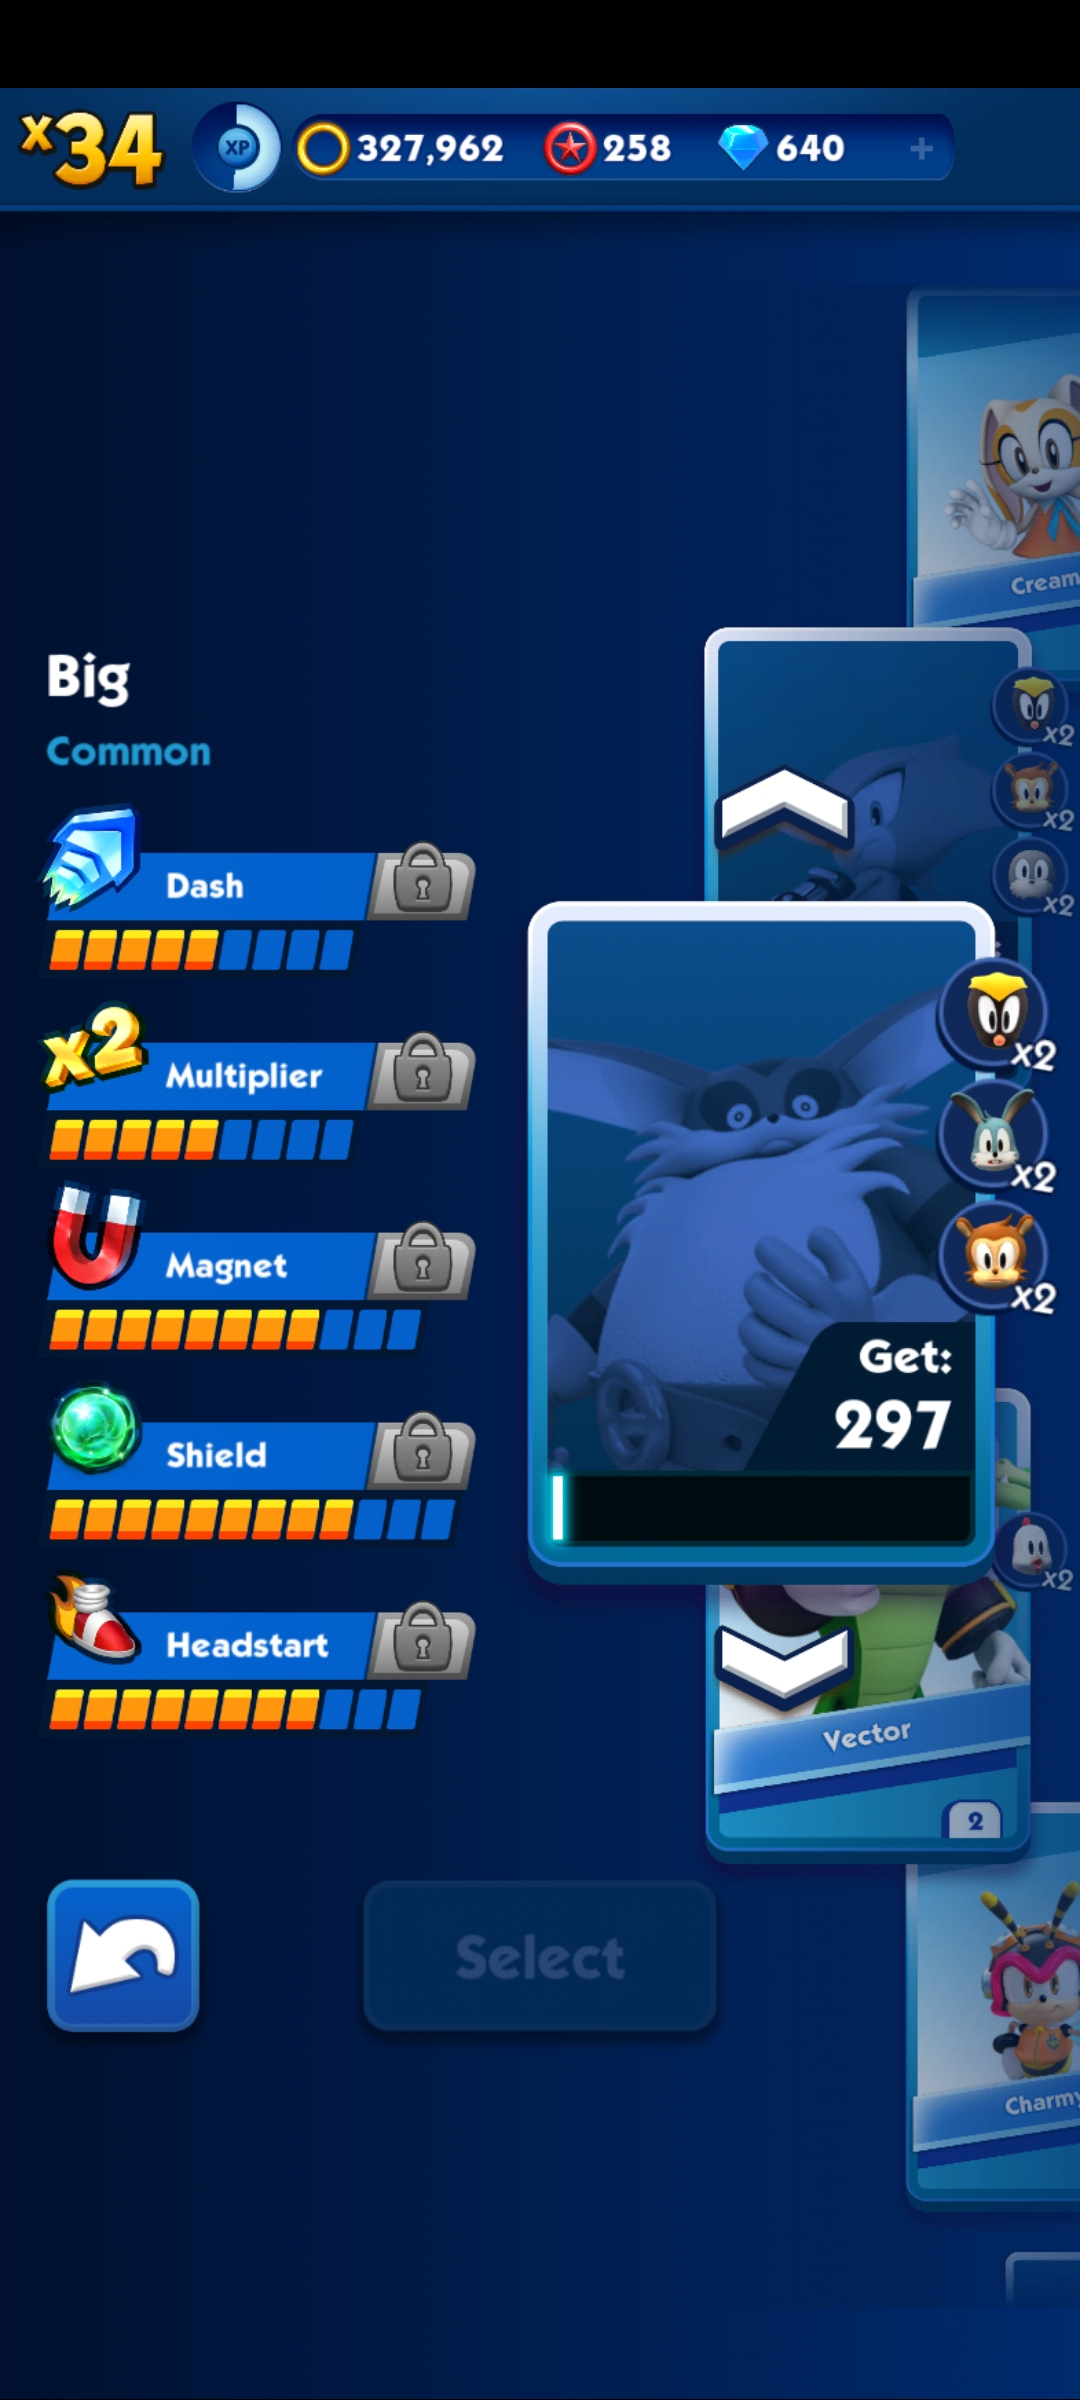 x34
XP
327,962
258
640
+
Cream
Big
Common
x2
x2
x2
Dash
x2
Multiplier
x2
x2
x2
Magnet
Get:
297
Shield
x2
Headstart
Vector
2
Select
Charmy